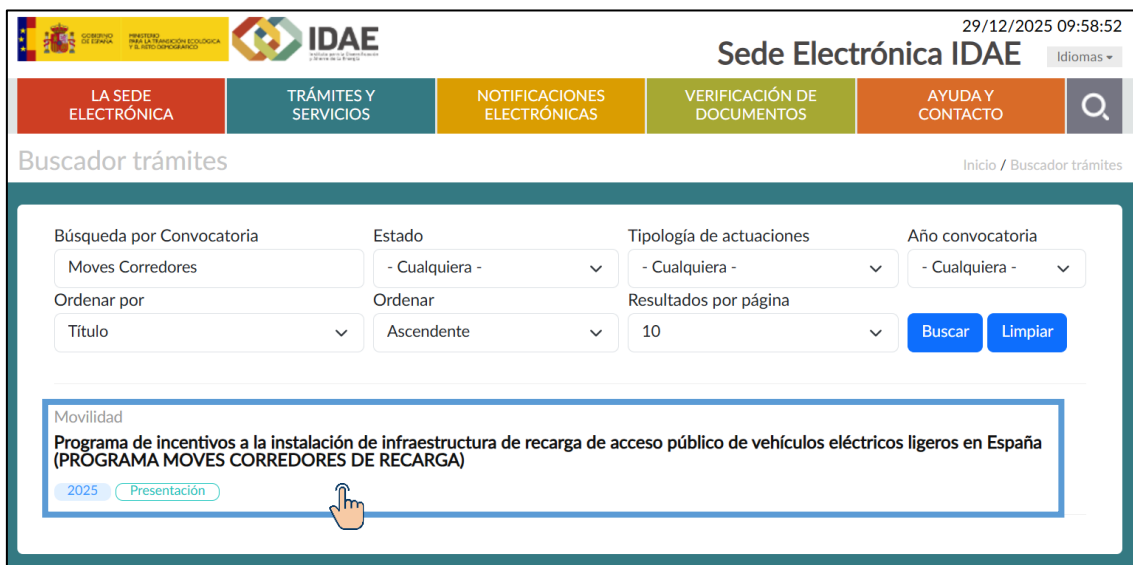 29/12/2025 09:58:52
GOBIERNO DE ESPAÑA
MINISTERIO PARA LA TRANSICIÓN ECOLÓGICA Y EL RETO DEMOGRÁFICO
IDAE
Sede Electrónica IDAE
Idiomas
LA SEDE ELECTRÓNICA
TRÁMITES Y SERVICIOS
NOTIFICACIONES ELECTRÓNICAS
VERIFICACIÓN DE DOCUMENTOS
AYUDA Y CONTACTO
Buscador trámites
Inicio / Buscador trámites
Búsqueda por Convocatoria
Estado
Tipología de actuaciones
Año convocatoria
Moves Corredores
- Cualquiera -
- Cualquiera -
- Cualquiera -
Ordenar por
Ordenar
Resultados por página
Título
Ascendente
10
Buscar
Limpiar
Movilidad
Programa de incentivos a la instalación de infraestructura de recarga de acceso público de vehículos eléctricos ligeros en España
(PROGRAMA MOVES CORREDORES DE RECARGA)
2025
Presentación